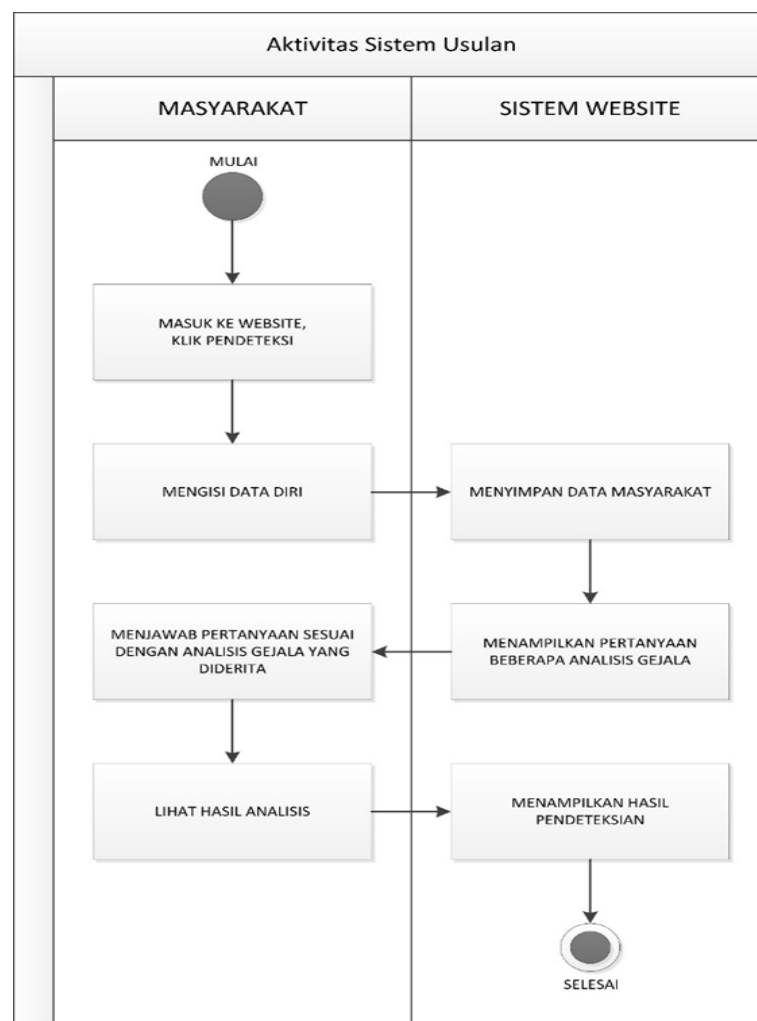 Aktivitas Sistem Usulan
MASYARAKAT
SISTEM WEBSITE
MULAI
MASUK KE WEBSITE,
KLIK PENDETEKSI
MENGISI DATA DIRI
MENYIMPAN DATA MASYARAKAT
MENAMPILKAN PERTANYAAN
BEBERAPA ANALISIS GEJALA
MENJAWAB PERTANYAAN SESUAI
DENGAN ANALISIS GEJALA YANG
DIDERITA
LIHAT HASIL ANALISIS
MENAMPILKAN HASIL
PENDETEKSIAN
SELESAI